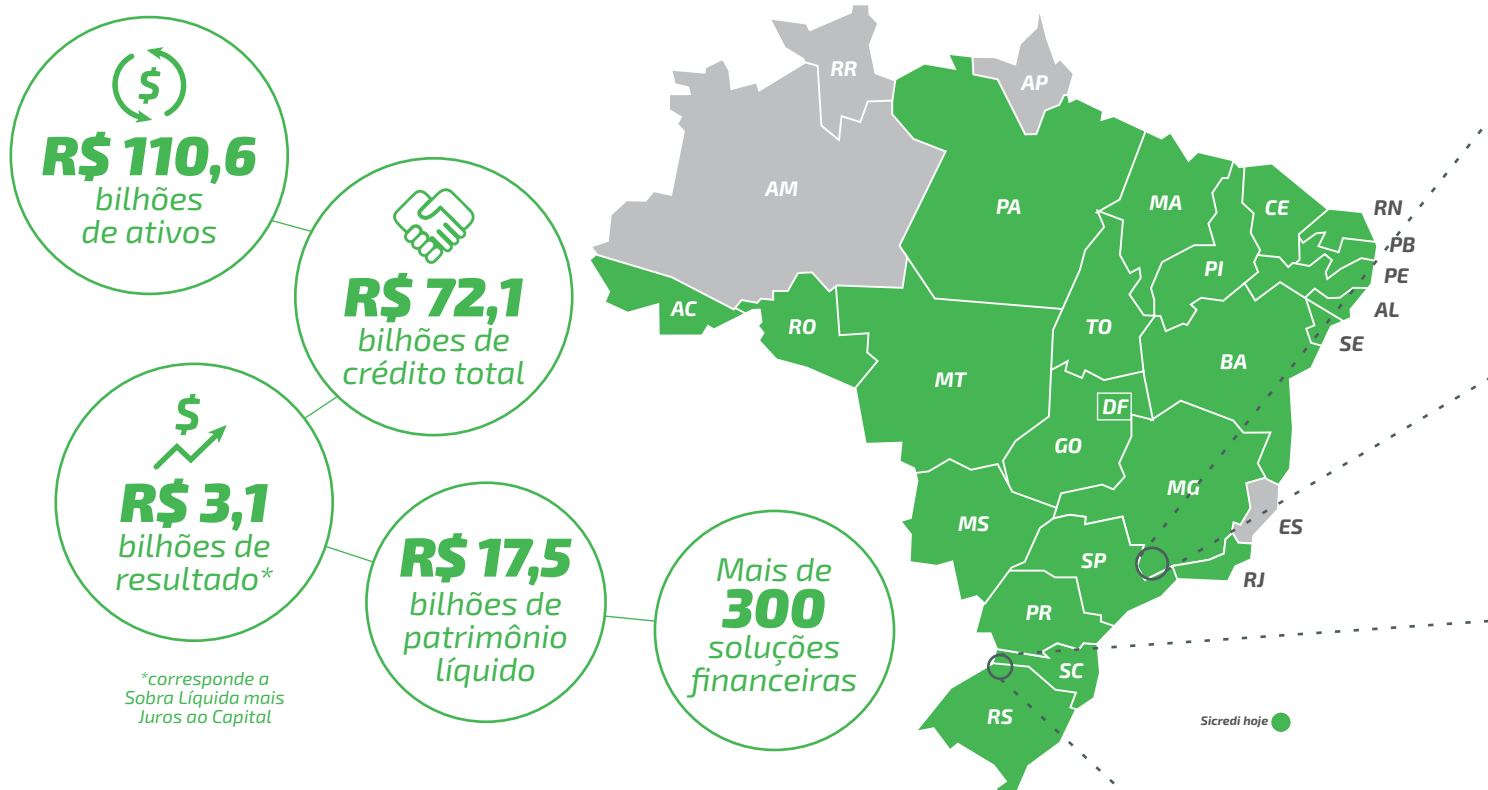 R$ 110,6
bilhões
de ativos
R$ 72,1
bilhões de
crédito total
$
R$ 3,1
bilhões de
resultado*
R$ 17,5
bilhões de
patrimônio
líquido
Mais de
300
soluções
financeiras
*corresponde a
Sobra Líquida mais
Juros ao Capital
RR
AP
AM
PA
MA
CE
RN
PB
PI
PE
AC
RO
TO
AL
SE
BA
MT
DF
GO
MG
MS
ES
SP
RJ
PR
SC
RS
Sicredi hoje
$